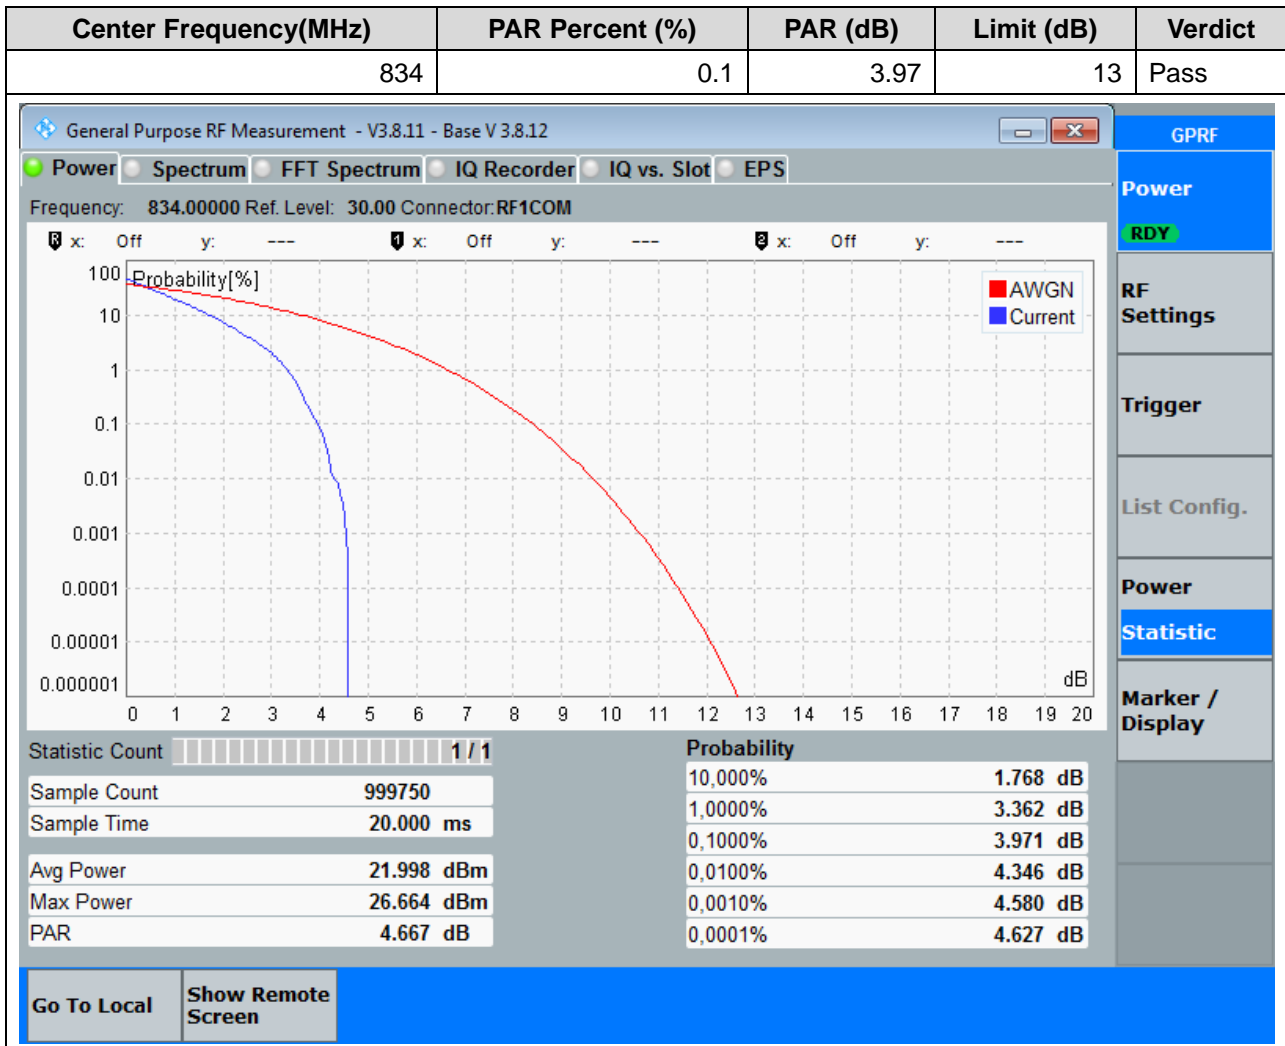 Center Frequency(MHz) PAR Percent (%) PAR (dB) Limit (dB) Verdict
834 0.1 3.97 13 Pass
General Purpose RF Measurement - V3.8.11 - Base V 3.8.12
GPRF
Power Spectrum FFT Spectrum IQ Recorder IQ vs. Slot EPS
Frequency: 834.00000 Ref. Level: 30.00 Connector: RF1COM
R x: Off y: --- 1 x: Off y: --- 2 x: Off y: ---
Probability[%]
AWGN
Current
100
10
1
0.1
0.01
0.001
0.0001
0.00001
0.000001
dB
0 1 2 3 4 5 6 7 8 9 10 11 12 13 14 15 16 17 18 19 20
Statistic Count 1 / 1
Sample Count 999750
Sample Time 20.000 ms
Avg Power 21.998 dBm
Max Power 26.664 dBm
PAR 4.667 dB
Probability
10,000% 1.768 dB
1,0000% 3.362 dB
0,1000% 3.971 dB
0,0100% 4.346 dB
0,0010% 4.580 dB
0,0001% 4.627 dB
Power
RDY
RF
Settings
Trigger
List Config.
Power
Statistic
Marker /
Display
Go To Local
Show Remote
Screen